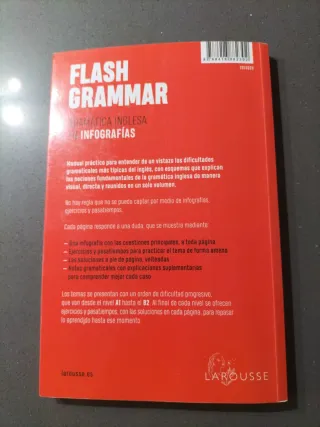 FLASH
GRAMMAR
GRAMÁTICA INGLESA
EN INFOGRAFÍAS
Manual práctico para entender de un vistazo las dificultades
gramaticales más típicas del inglés, con esquemas que explican
las nociones fundamentales de la gramática inglesa de manera
visual, directa y reunidas en un solo volumen.
No hay regla que no se pueda captar por medio de infografías,
ejercicios y pasatiempos.
Cada página responde a una duda, que se muestra mediante:
Una infografía con las cuestiones principales, a toda página
Ejercicios y pasatiempos para practicar el tema de forma amena
Las soluciones a pie de página, volteadas
Notas gramaticales con explicaciones suplementarias
para comprender mejor cada caso
Los temas se presentan con un orden de dificultad progresivo,
que van desde el nivel A1 hasta el B2. Al final de cada nivel se ofrecen
ejercicios y pasatiempos, con las soluciones en cada página, para repasar
lo aprendido hasta ese momento.
LAROUSSE.ES
LAROUSSE